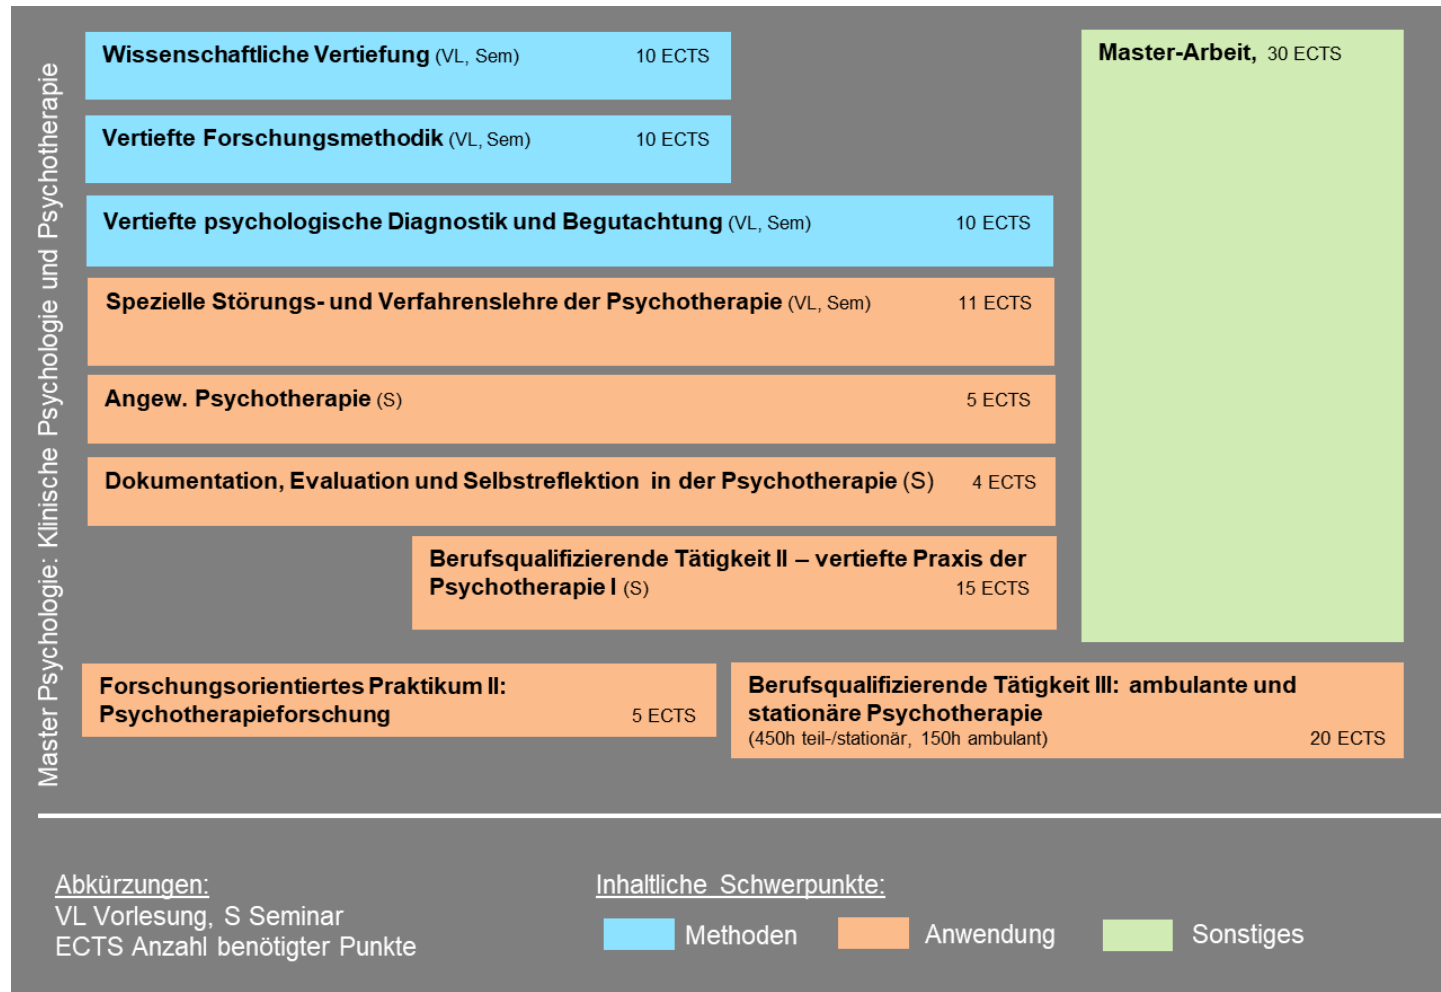 Master Psychologie: Klinische Psychologie und Psychotherapie
Wissenschaftliche Vertiefung (VL, Sem) 10 ECTS
Vertiefte Forschungsmethodik (VL, Sem) 10 ECTS
Vertiefte psychologische Diagnostik und Begutachtung (VL, Sem) 10 ECTS
Spezielle Störungs- und Verfahrenslehre der Psychotherapie (VL, Sem) 11 ECTS
Angew. Psychotherapie (S) 5 ECTS
Dokumentation, Evaluation und Selbstreflektion in der Psychotherapie (S) 4 ECTS
Berufsqualifizierende Tätigkeit II – vertiefte Praxis der
Psychotherapie I (S) 15 ECTS
Master-Arbeit, 30 ECTS
Forschungsorientiertes Praktikum II:
Psychotherapieforschung 5 ECTS
Berufsqualifizierende Tätigkeit III: ambulante und
stationäre Psychotherapie
(450h teil-/stationär, 150h ambulant) 20 ECTS
Abkürzungen:
VL Vorlesung, S Seminar
ECTS Anzahl benötigter Punkte
Inhaltliche Schwerpunkte:
Methoden Anwendung Sonstiges